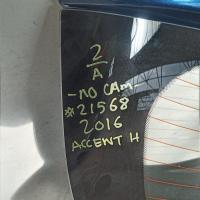 2
A
-NO CAM-
*21568
2016
ACCENT H